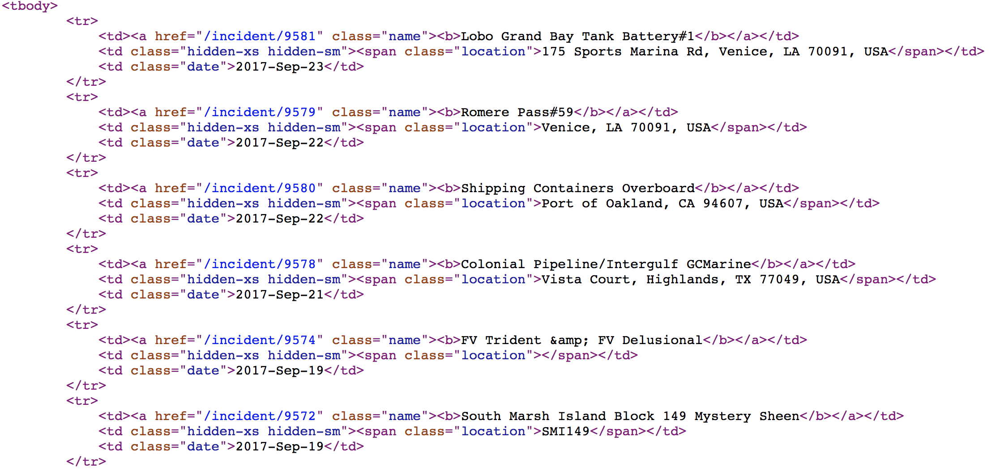 <tbody>
<tr>
<td><a href="/incident/9581" class="name"><b>Lobo Grand Bay Tank Battery#1</b></a></td>
<td class="hidden-xs hidden-sm"><span class="location">175 Sports Marina Rd, Venice, LA 70091, USA</span></td>
<td class="date">2017-Sep-23</td>
</tr>
<tr>
<td><a href="/incident/9579" class="name"><b>Romere Pass#59</b></a></td>
<td class="hidden-xs hidden-sm"><span class="location">Venice, LA 70091, USA</span></td>
<td class="date">2017-Sep-22</td>
</tr>
<tr>
<td><a href="/incident/9580" class="name"><b>Shipping Containers Overboard</b></a></td>
<td class="hidden-xs hidden-sm"><span class="location">Port of Oakland, CA 94607, USA</span></td>
<td class="date">2017-Sep-22</td>
</tr>
<tr>
<td><a href="/incident/9578" class="name"><b>Colonial Pipeline/Intergulf GCMarine</b></a></td>
<td class="hidden-xs hidden-sm"><span class="location">Vista Court, Highlands, TX 77049, USA</span></td>
<td class="date">2017-Sep-21</td>
</tr>
<tr>
<td><a href="/incident/9574" class="name"><b>FV Trident &amp; FV Delusional</b></a></td>
<td class="hidden-xs hidden-sm"><span class="location"></span></td>
<td class="date">2017-Sep-19</td>
</tr>
<tr>
<td><a href="/incident/9572" class="name"><b>South Marsh Island Block 149 Mystery Sheen</b></a></td>
<td class="hidden-xs hidden-sm"><span class="location">SMI149</span></td>
<td class="date">2017-Sep-19</td>
</tr>